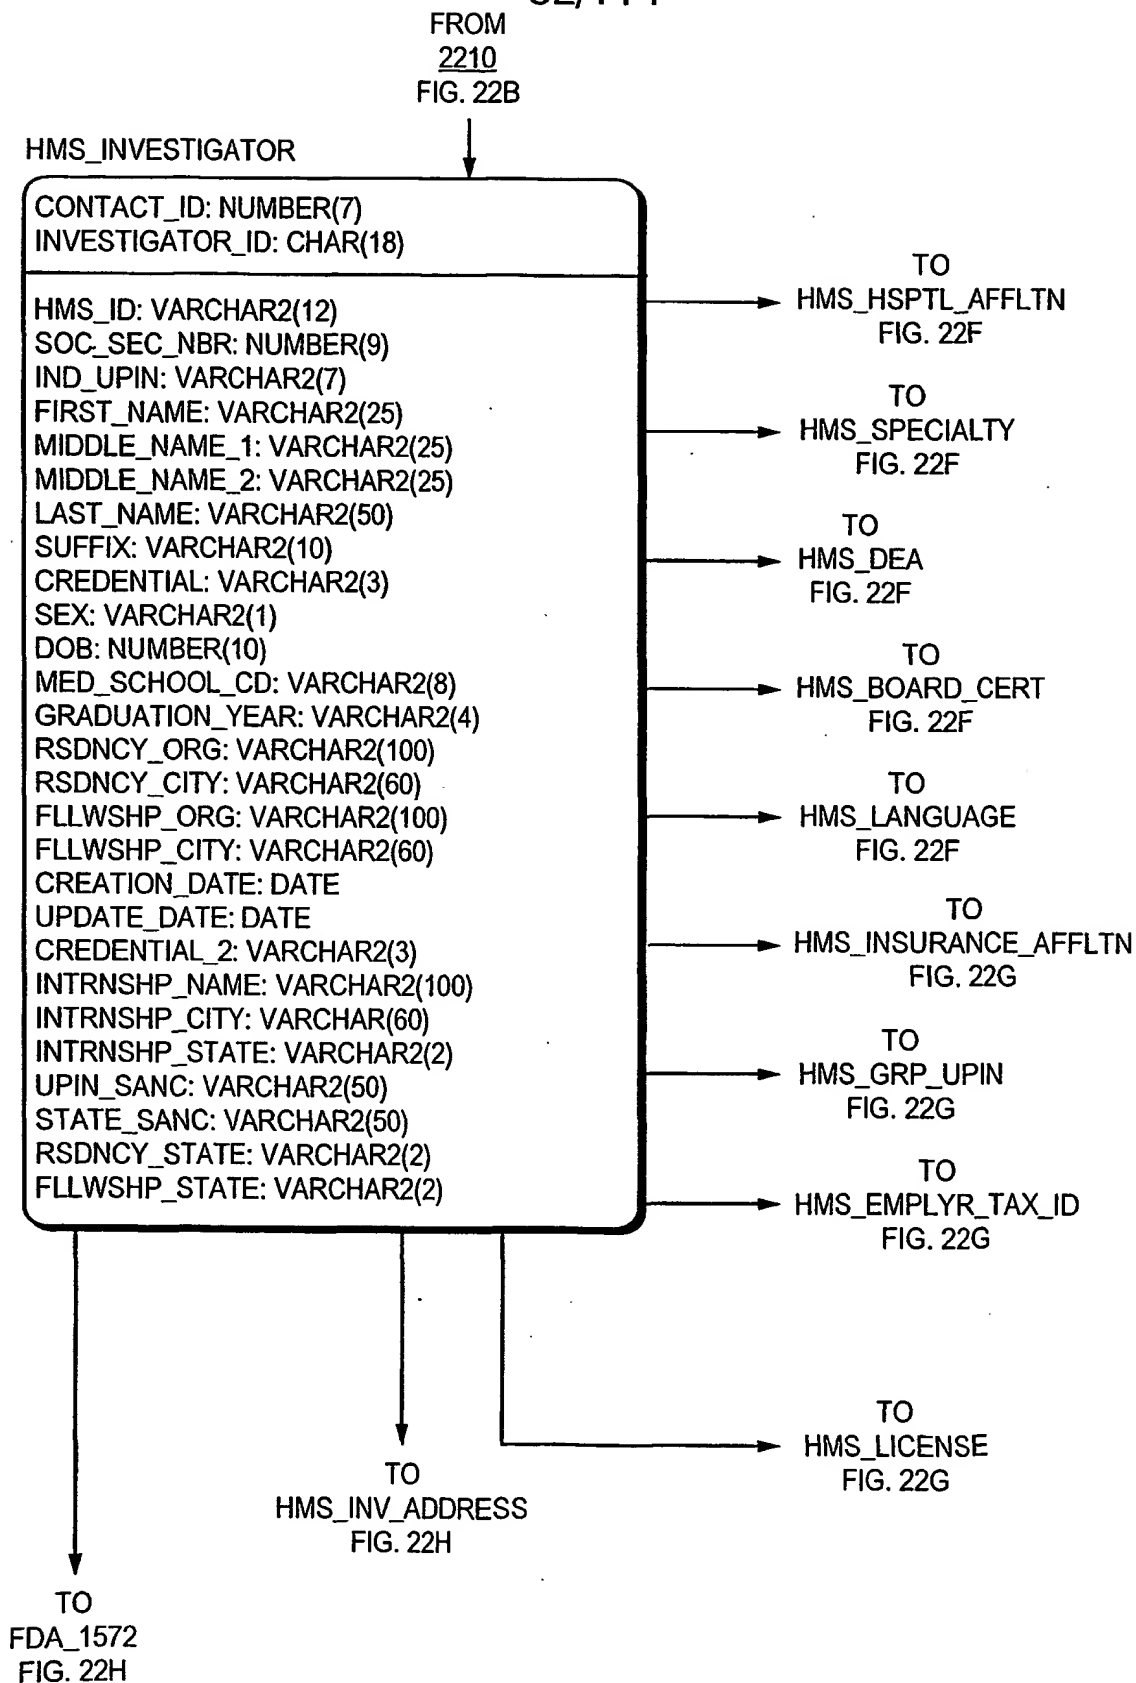 FROM
2210
FIG. 22B
HMS_INVESTIGATOR
CONTACT_ID: NUMBER(7)
INVESTIGATOR_ID: CHAR(18)
HMS_ID: VARCHAR2(12)
SOC_SEC_NBR: NUMBER(9)
IND_UPIN: VARCHAR2(7)
FIRST_NAME: VARCHAR2(25)
MIDDLE_NAME_1: VARCHAR2(25)
MIDDLE_NAME_2: VARCHAR2(25)
LAST_NAME: VARCHAR2(50)
SUFFIX: VARCHAR2(10)
CREDENTIAL: VARCHAR2(3)
SEX: VARCHAR2(1)
DOB: NUMBER(10)
MED_SCHOOL_CD: VARCHAR2(8)
GRADUATION_YEAR: VARCHAR2(4)
RSDNCY_ORG: VARCHAR2(100)
RSDNCY_CITY: VARCHAR2(60)
FLLWSHP_ORG: VARCHAR2(100)
FLLWSHP_CITY: VARCHAR2(60)
CREATION_DATE: DATE
UPDATE_DATE: DATE
CREDENTIAL_2: VARCHAR2(3)
INTRNSHP_NAME: VARCHAR2(100)
INTRNSHP_CITY: VARCHAR(60)
INTRNSHP_STATE: VARCHAR2(2)
UPIN_SANC: VARCHAR2(50)
STATE_SANC: VARCHAR2(50)
RSDNCY_STATE: VARCHAR2(2)
FLLWSHP_STATE: VARCHAR2(2)
TO
HMS_HSPTL_AFFLTN
FIG. 22F
TO
HMS_SPECIALTY
FIG. 22F
TO
HMS_DEA
FIG. 22F
TO
HMS_BOARD_CERT
FIG. 22F
TO
HMS_LANGUAGE
FIG. 22F
TO
HMS_INSURANCE_AFFLTN
FIG. 22G
TO
HMS_GRP_UPIN
FIG. 22G
TO
HMS_EMPLYR_TAX_ID
FIG. 22G
TO
HMS_LICENSE
FIG. 22G
TO
HMS_INV_ADDRESS
FIG. 22H
TO
FDA_1572
FIG. 22H